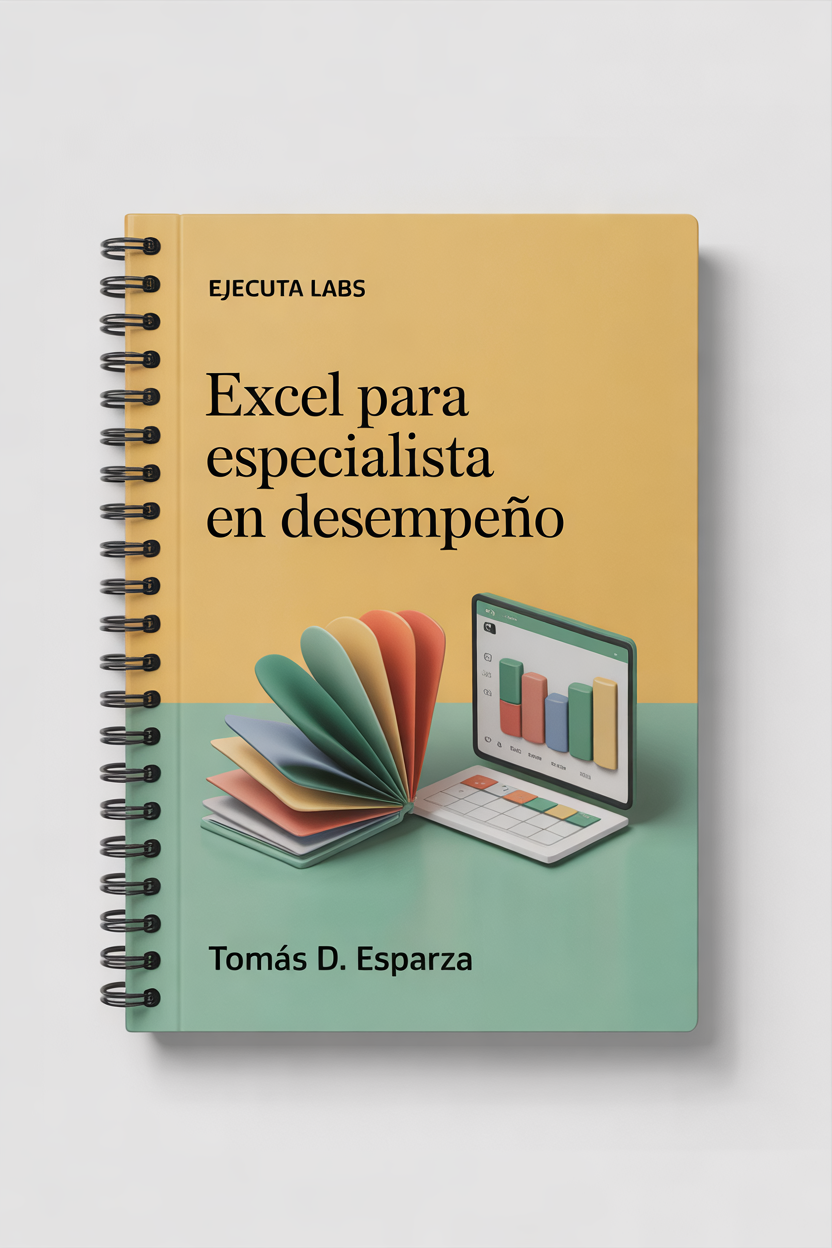 EJECUTA LABS
Excel para
especialista
en desempeño
Tomás D. Esparza